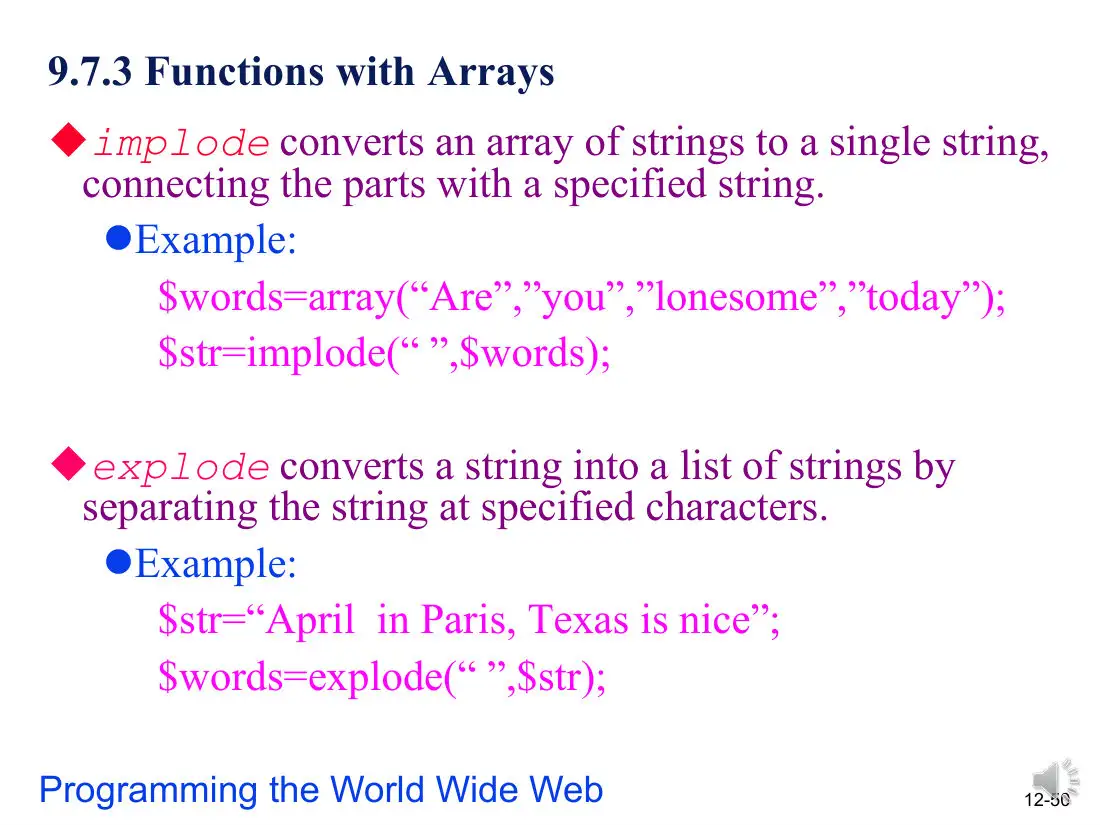 9.7.3 Functions with Arrays
implode converts an array of strings to a single string,
connecting the parts with a specified string.
Example:
$words=array(“Are”,”you”,”lonesome”,”today”);
$str=implode(“ ”,$words);
explode converts a string into a list of strings by
separating the string at specified characters.
Example:
$str=“April  in Paris, Texas is nice”;
$words=explode(“ ”,$str);
Programming the World Wide Web
12-50